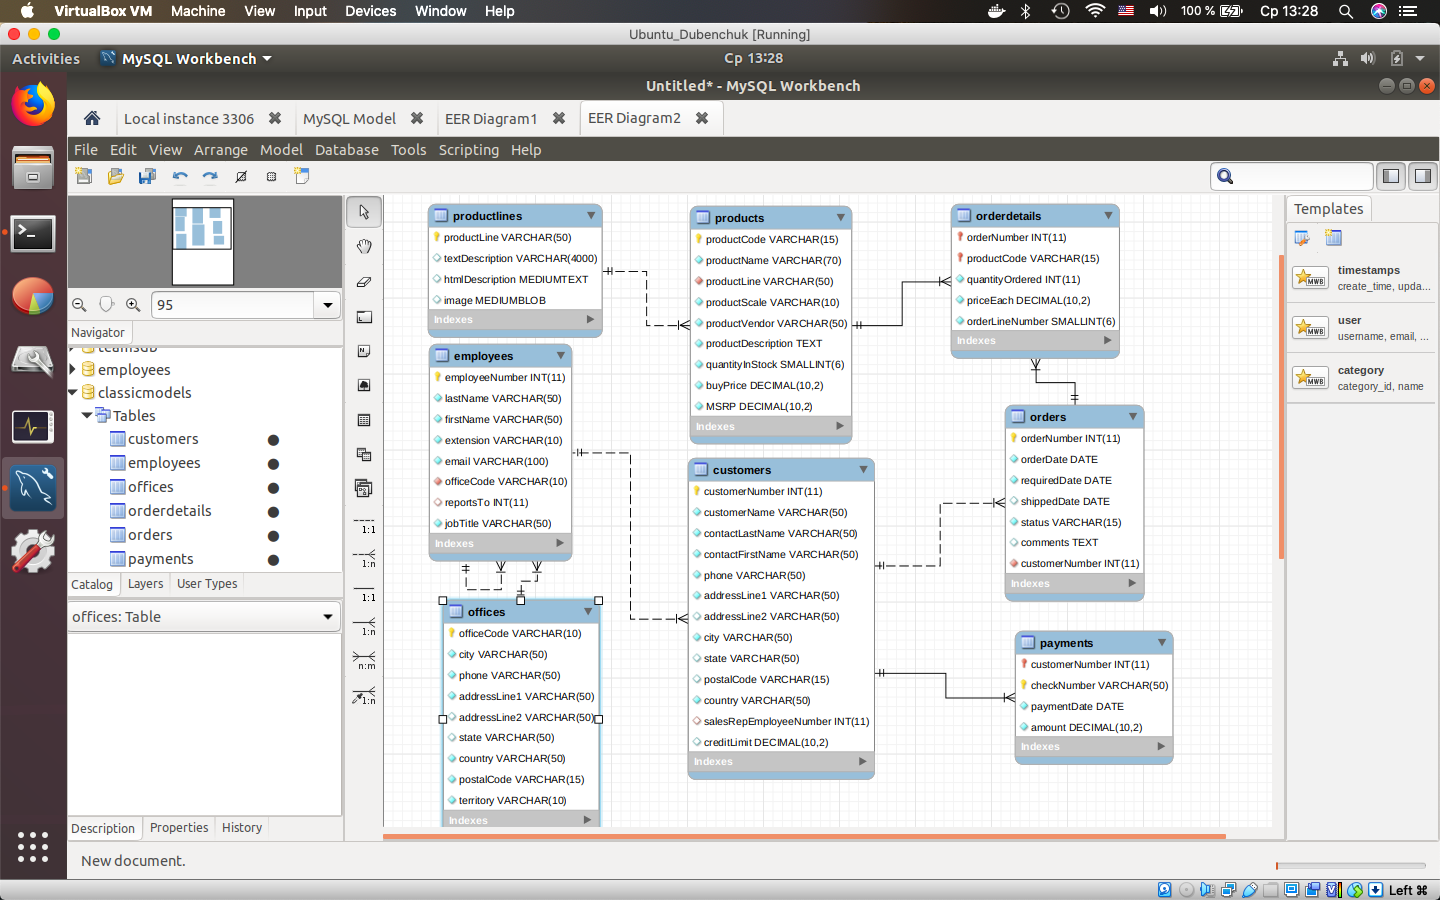 VirtualBox VM Machine View Input Devices Window Help 100 % Ср 13:28
Ubuntu_Dubenchuk [Running]
Activities MySQL Workbench Ср 13:28
Untitled* - MySQL Workbench
Local instance 3306 MySQL Model EER Diagram1 EER Diagram2
File Edit View Arrange Model Database Tools Scripting Help
95
Navigator
teamsdb
employees
classicmodels
Tables
customers
employees
offices
orderdetails
orders
payments
Catalog Layers User Types
offices: Table
Description Properties History
New document.
1:1
1:n
1:1
1:n
n:m
1:n
productlines
productLine VARCHAR(50)
textDescription VARCHAR(4000)
htmlDescription MEDIUMTEXT
image MEDIUMBLOB
Indexes
employees
employeeNumber INT(11)
lastName VARCHAR(50)
firstName VARCHAR(50)
extension VARCHAR(10)
email VARCHAR(100)
officeCode VARCHAR(10)
reportsTo INT(11)
jobTitle VARCHAR(50)
Indexes
offices
officeCode VARCHAR(10)
city VARCHAR(50)
phone VARCHAR(50)
addressLine1 VARCHAR(50)
addressLine2 VARCHAR(50)
state VARCHAR(50)
country VARCHAR(50)
postalCode VARCHAR(15)
territory VARCHAR(10)
Indexes
products
productCode VARCHAR(15)
productName VARCHAR(70)
productLine VARCHAR(50)
productScale VARCHAR(10)
productVendor VARCHAR(50)
productDescription TEXT
quantityInStock SMALLINT(6)
buyPrice DECIMAL(10,2)
MSRP DECIMAL(10,2)
Indexes
customers
customerNumber INT(11)
customerName VARCHAR(50)
contactLastName VARCHAR(50)
contactFirstName VARCHAR(50)
phone VARCHAR(50)
addressLine1 VARCHAR(50)
addressLine2 VARCHAR(50)
city VARCHAR(50)
state VARCHAR(50)
postalCode VARCHAR(15)
country VARCHAR(50)
salesRepEmployeeNumber INT(11)
creditLimit DECIMAL(10,2)
Indexes
orderdetails
orderNumber INT(11)
productCode VARCHAR(15)
quantityOrdered INT(11)
priceEach DECIMAL(10,2)
orderLineNumber SMALLINT(6)
Indexes
orders
orderNumber INT(11)
orderDate DATE
requiredDate DATE
shippedDate DATE
status VARCHAR(15)
comments TEXT
customerNumber INT(11)
Indexes
payments
customerNumber INT(11)
checkNumber VARCHAR(50)
paymentDate DATE
amount DECIMAL(10,2)
Indexes
Templates
MWB
timestamps
create_time, upda...
MWB
user
username, email, ...
MWB
category
category_id, name
Left ⌘